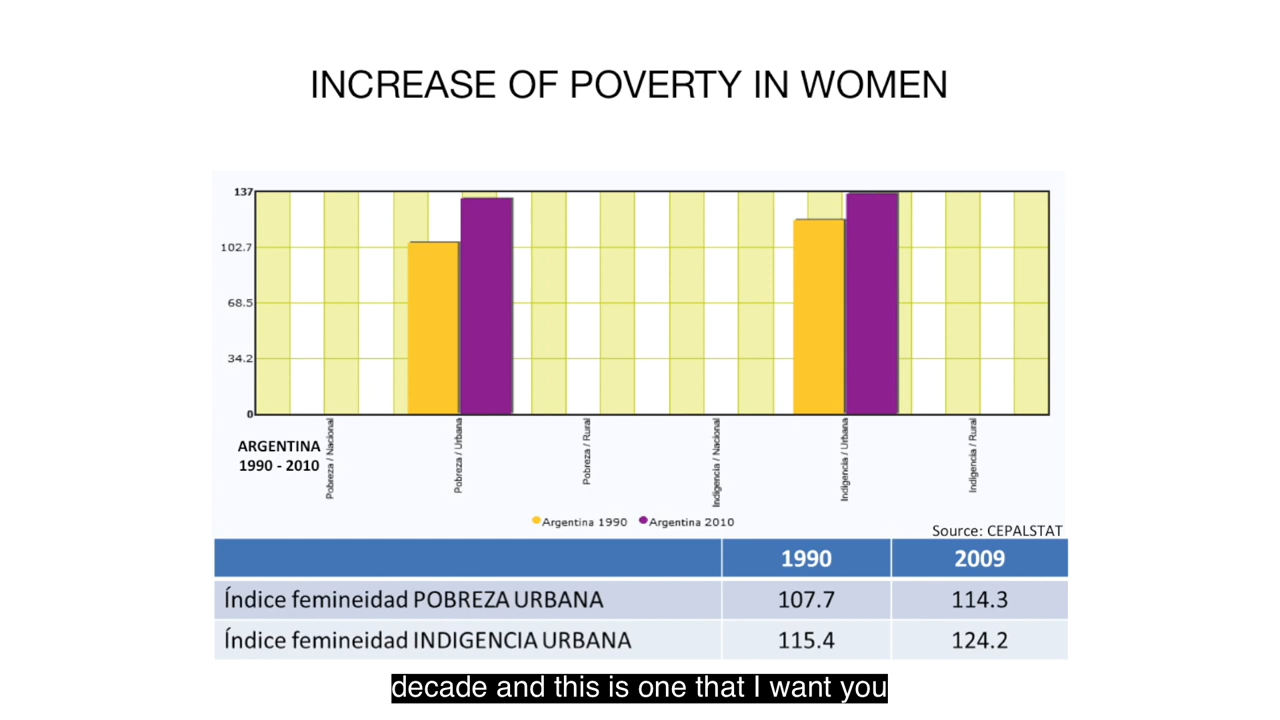 INCREASE OF POVERTY IN WOMEN
137
102.7
68.5
34.2
0
ARGENTINA
1990 - 2010
Pobreza / Nacional
Pobreza / Urbana
Pobreza / Rural
Indigencia / Nacional
Indigencia / Urbana
Indigencia / Rural
Argentina 1990 Argentina 2010
Source: CEPALSTAT
1990 2009
Índice femineidad POBREZA URBANA 107.7 114.3
Índice femineidad INDIGENCIA URBANA 115.4 124.2
decade and this is one that I want you